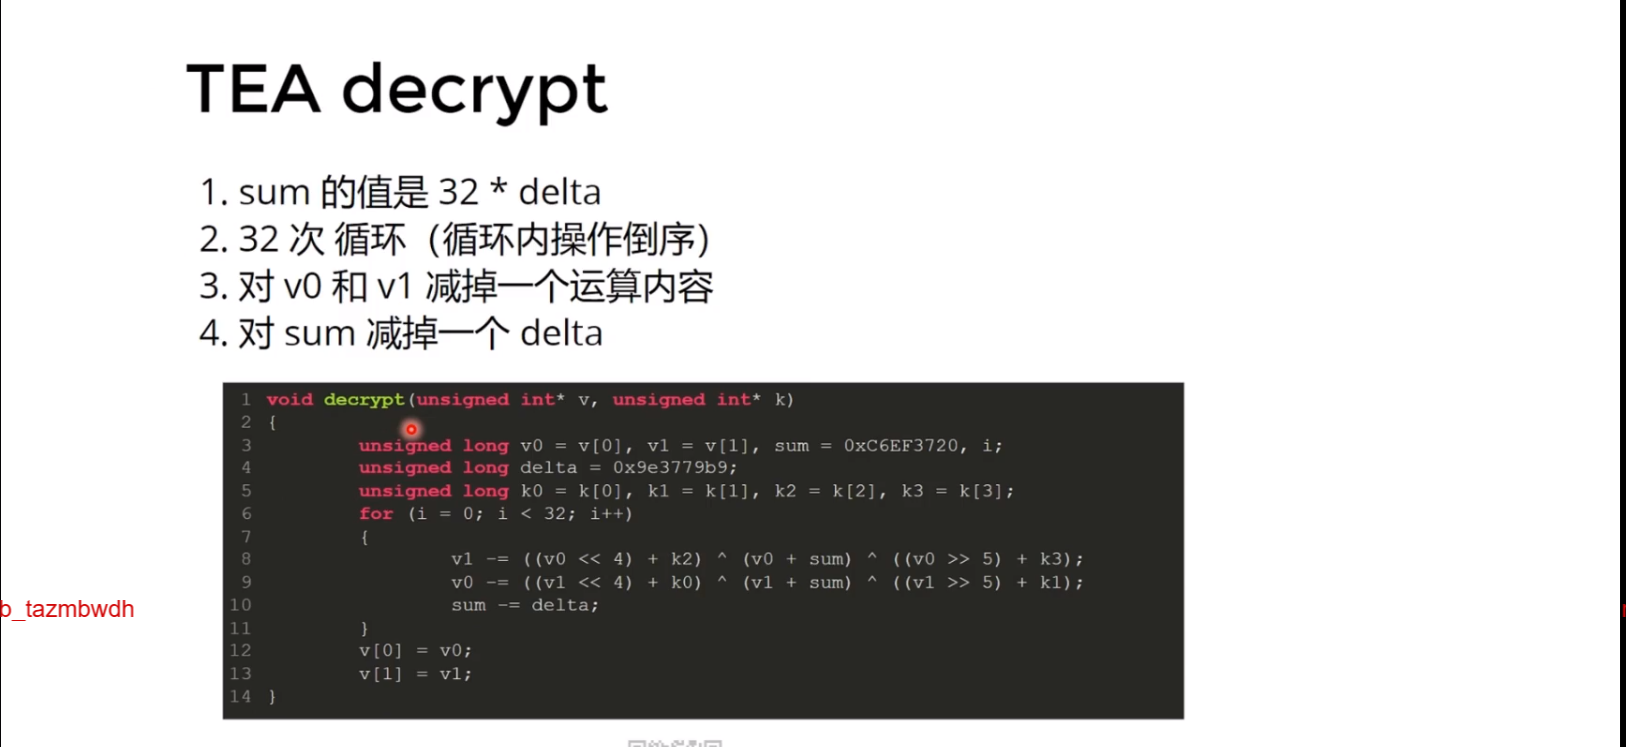 TEA decrypt
1. sum 的值是 32 * delta
2. 32 次 循环（循环内操作倒序）
3. 对 v0 和 v1 减掉一个运算内容
4. 对 sum 减掉一个 delta
1 void decrypt(unsigned int* v, unsigned int* k)
2 {
3 unsigned long v0 = v[0], v1 = v[1], sum = 0xC6EF3720, i;
4 unsigned long delta = 0x9e3779b9;
5 unsigned long k0 = k[0], k1 = k[1], k2 = k[2], k3 = k[3];
6 for (i = 0; i < 32; i++)
7 {
8 v1 -= ((v0 << 4) + k2) ^ (v0 + sum) ^ ((v0 >> 5) + k3);
9 v0 -= ((v1 << 4) + k0) ^ (v1 + sum) ^ ((v1 >> 5) + k1);
10 sum -= delta;
11 }
12 v[0] = v0;
13 v[1] = v1;
14 }
b_tazmbwdh